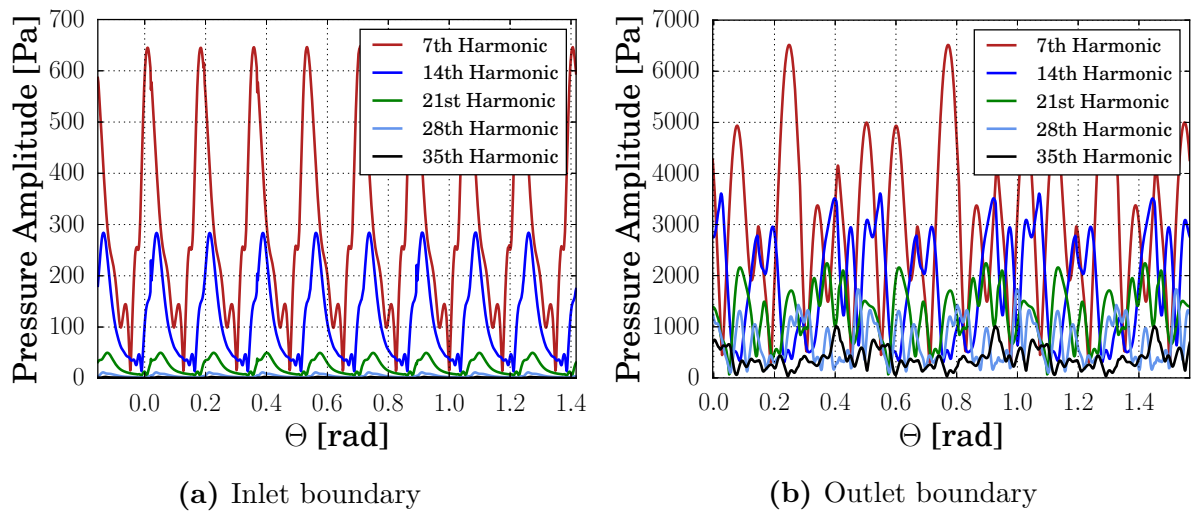 Pressure Amplitude [Pa]
700
600
500
400
300
200
100
0
7th Harmonic
14th Harmonic
21st Harmonic
28th Harmonic
35th Harmonic
0.0 0.2 0.4 0.6 0.8 1.0 1.2 1.4
Θ [rad]
(a) Inlet boundary
Pressure Amplitude [Pa]
7000
6000
5000
4000
3000
2000
1000
0
7th Harmonic
14th Harmonic
21st Harmonic
28th Harmonic
35th Harmonic
0.0 0.2 0.4 0.6 0.8 1.0 1.2 1.4
Θ [rad]
(b) Outlet boundary